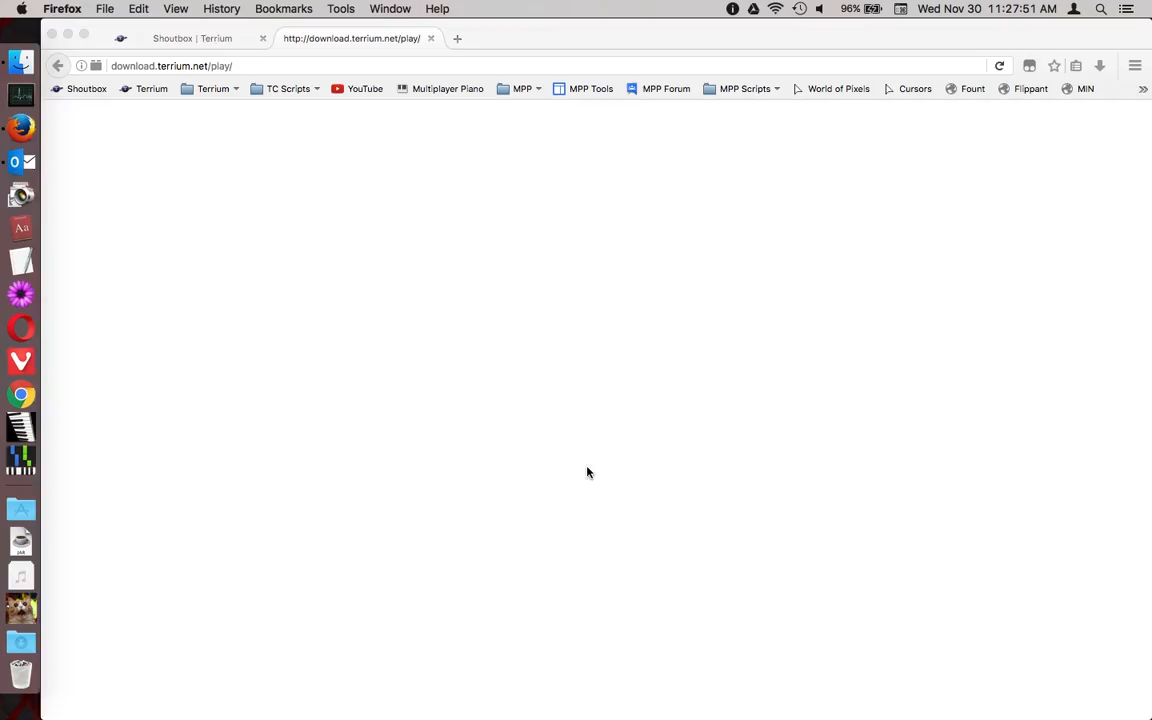 Firefox File Edit View History Bookmarks Tools Window Help 96% Wed Nov 30 11:27:51 AM
Shoutbox | Terrium http://download.terrium.net/play/
download.terrium.net/play/
Shoutbox Terrium Terrium TC Scripts YouTube Multiplayer Piano MPP MPP Tools MPP Forum MPP Scripts World of Pixels Cursors Fount Flippant MIN
Aa
JAR